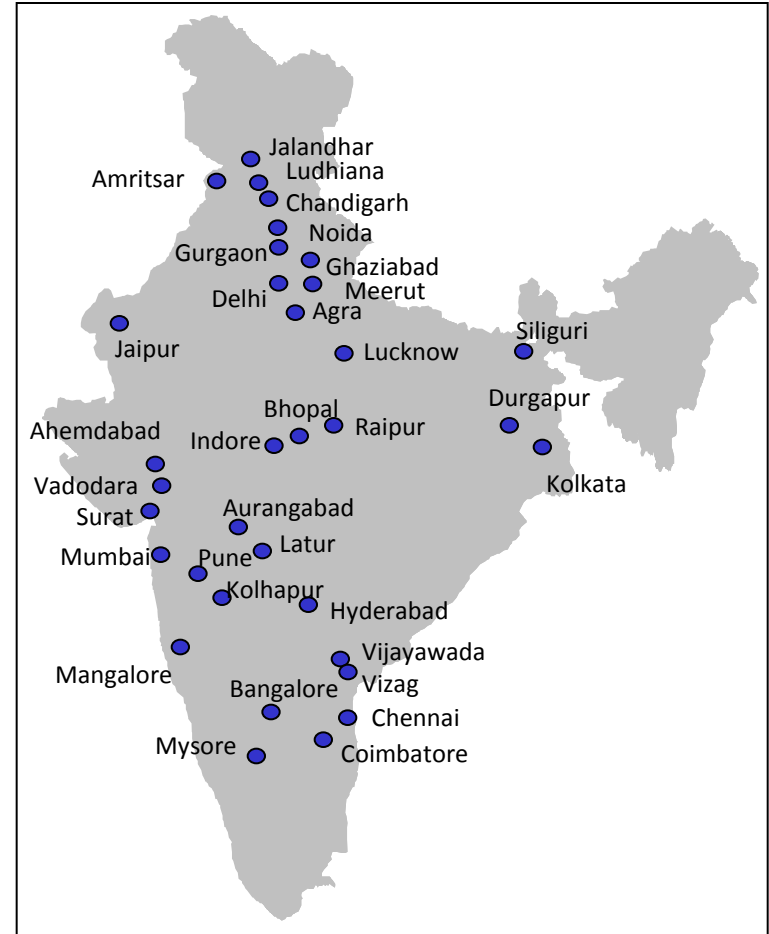 Jalandhar
Ludhiana
Amritsar
Chandigarh
Noida
Gurgaon
Ghaziabad
Delhi
Meerut
Agra
Siliguri
Jaipur
Lucknow
Durgapur
Bhopal
Ahemdabad
Raipur
Indore
Kolkata
Vadodara
Surat
Aurangabad
Latur
Mumbai
Pune
Kolhapur
Hyderabad
Vijayawada
Mangalore
Vizag
Bangalore
Chennai
Mysore
Coimbatore